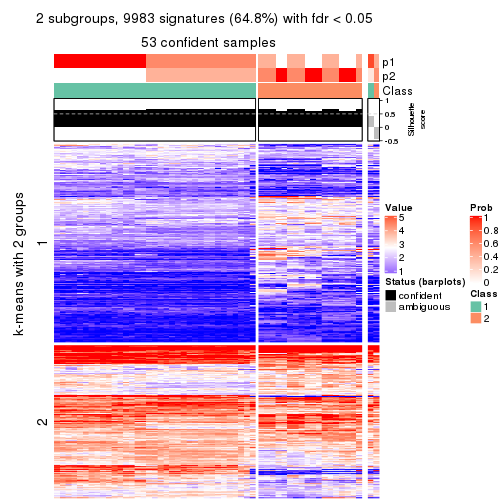 2 subgroups, 9983 signatures (64.8%) with fdr < 0.05
53 confident samples
p1
p2
Class
1
0.5
0
-0.5
Silhouette
score
k-means with 2 groups
1
2
Value
5
4
3
2
1
Status (barplots)
confident
ambiguous
Prob
1
0.8
0.6
0.4
0.2
0
Class
1
2